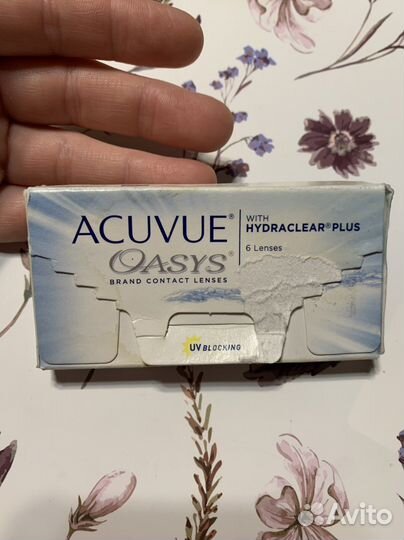 ACUVUE®
OASYS®
BRAND CONTACT LENSES
WITH
HYDRACLEAR® PLUS
6 Lenses
UV BLOCKING
Avito